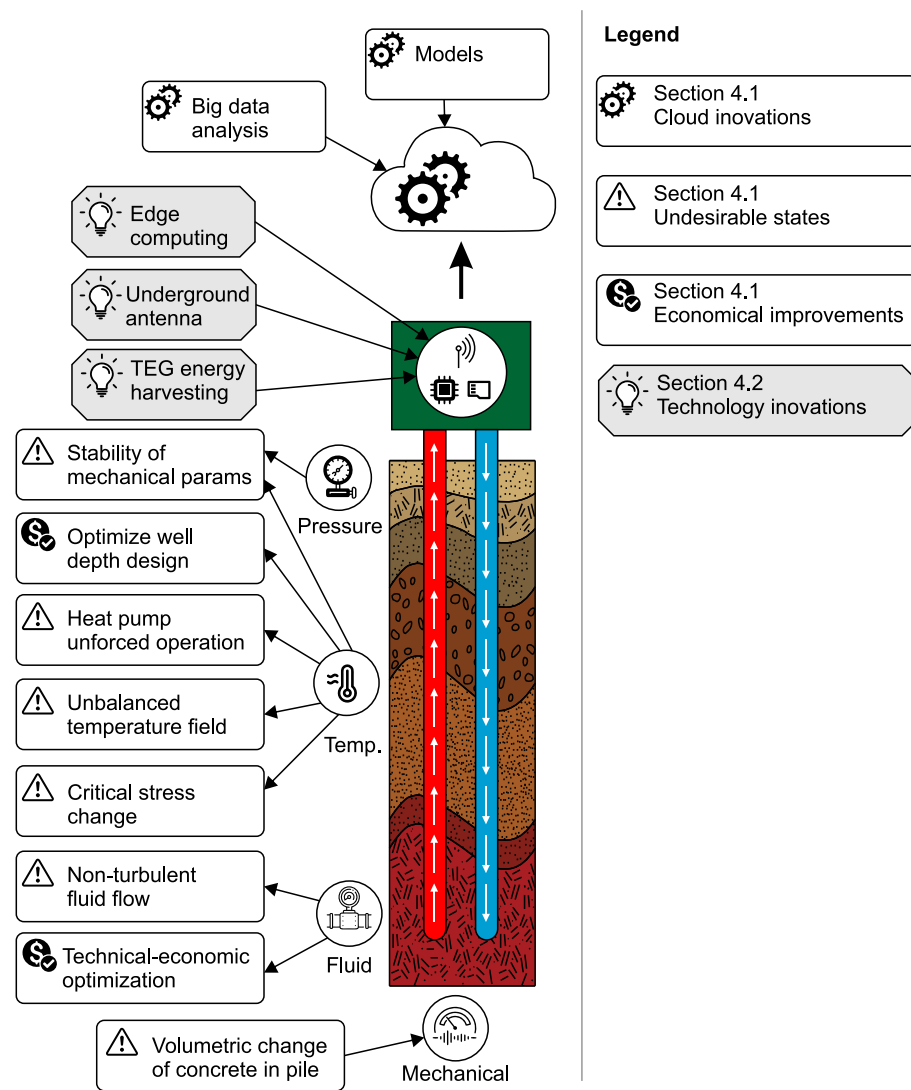 Models
Big data
analysis
Edge
computing
Underground
antenna
TEG energy
harvesting
Stability of
mechanical params
Pressure
Optimize well
depth design
Heat pump
unforced operation
Unbalanced
temperature field
Temp.
Critical stress
change
Non-turbulent
fluid flow
Technical-economic
optimization
Fluid
Volumetric change
of concrete in pile
Mechanical
Legend
Section 4.1
Cloud inovations
Section 4.1
Undesirable states
Section 4.1
Economical improvements
Section 4.2
Technology inovations